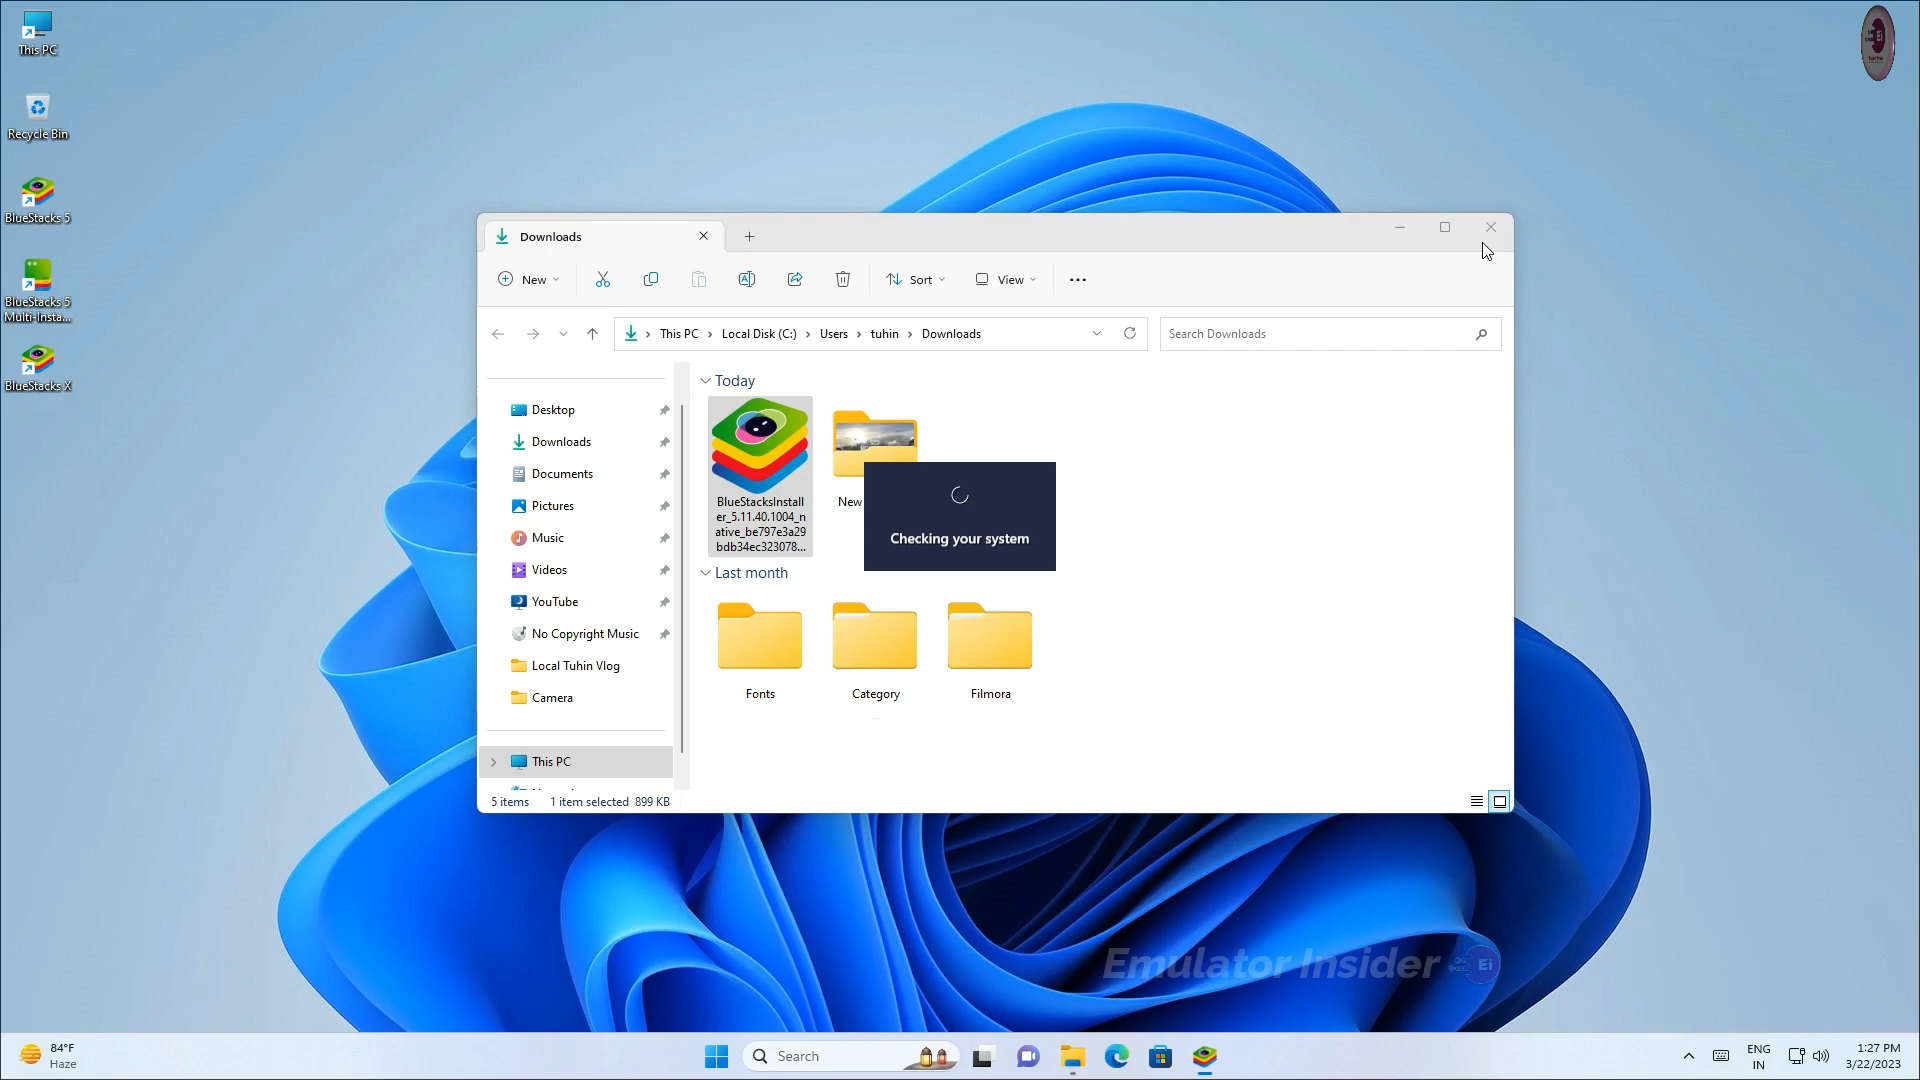 This PC
Recycle Bin
BlueStacks 5
BlueStacks 5
Multi-Insta...
BlueStacks X
Downloads
New
Sort
View
This PC
Local Disk (C:)
Users
tuhin
Downloads
Search Downloads
Desktop
Downloads
Documents
Pictures
Music
Videos
YouTube
No Copyright Music
Local Tuhin Vlog
Camera
This PC
Today
BlueStacksInstall
er_5.11.40.1004_n
ative_be797e3a29
bdb34ec323078...
New
Checking your system
Last month
Fonts
Category
Filmora
5 items
1 item selected 899 KB
Emulator Insider
Ei
84°F
Haze
Search
ENG
IN
1:27 PM
3/22/2023